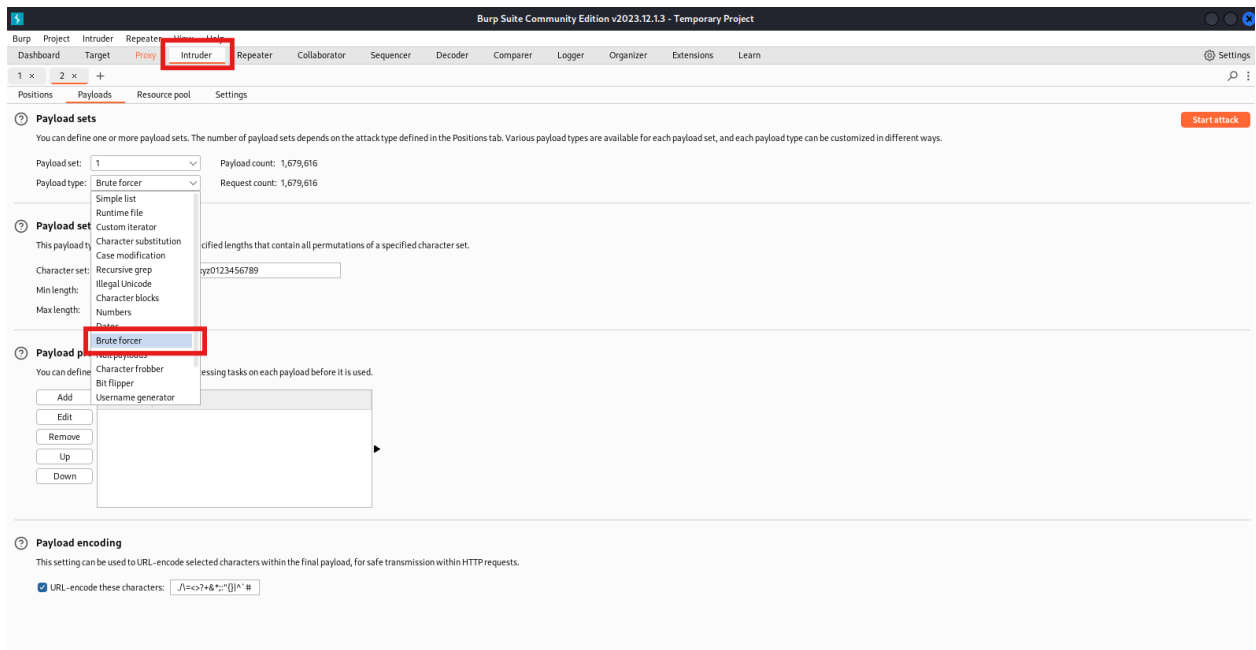 Burp Suite Community Edition v2023.12.1.3 - Temporary Project
Burp Project Intruder Repeater View Help
Dashboard Target Proxy Intruder Repeater Collaborator Sequencer Decoder Comparer Logger Organizer Extensions Learn Settings
1 × 2 × +
Positions Payloads Resource pool Settings
Payload sets
Start attack
You can define one or more payload sets. The number of payload sets depends on the attack type defined in the Positions tab. Various payload types are available for each payload set, and each payload type can be customized in different ways.
Payload set: 1 Payload count: 1,679,616
Payload type: Brute forcer Request count: 1,679,616
Simple list
Runtime file
Payload set
Custom iterator
Character substitution
This payload ty cified lengths that contain all permutations of a specified character set.
Case modification
Character set: Recursive grep xyz0123456789
Illegal Unicode
Min length:
Character blocks
Max length: Numbers
Dates
Brute forcer
Payload p
Null payloads
Character frobber
You can define essing tasks on each payload before it is used.
Bit flipper
Add Username generator
Edit
Remove
Up
Down
Payload encoding
This setting can be used to URL-encode selected characters within the final payload, for safe transmission within HTTP requests.
URL-encode these characters: ./\=<>?+&*;:"{}|^`#